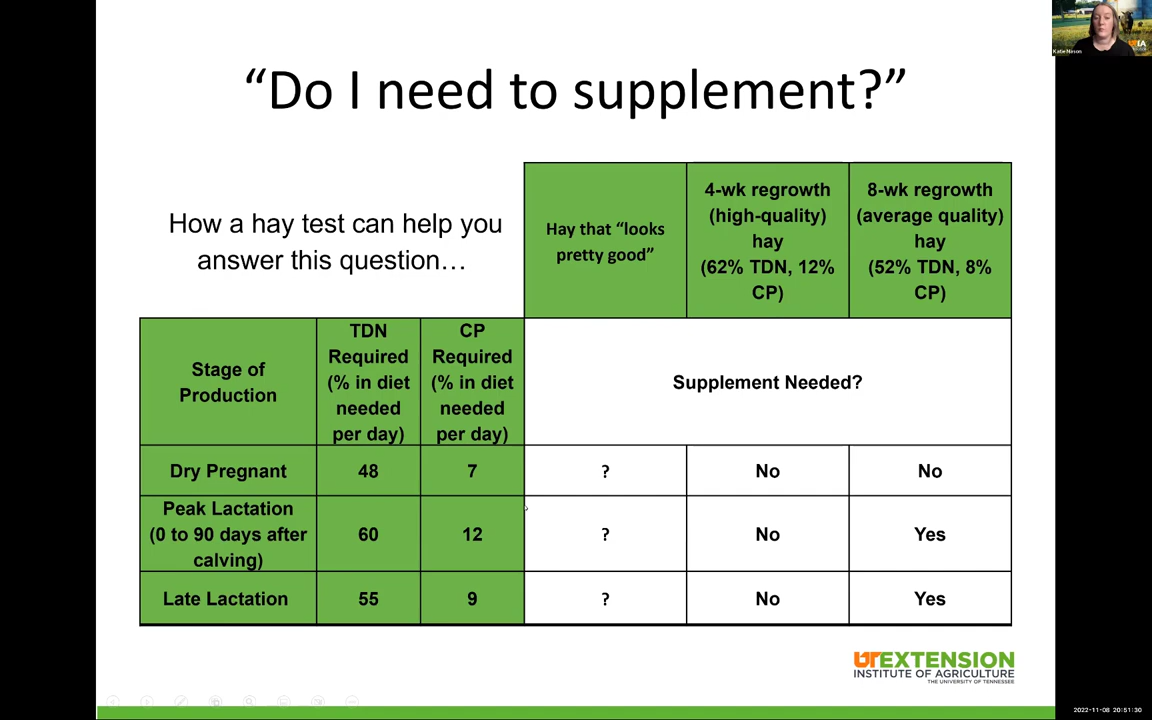 “Do I need to supplement?”
How a hay test can help you
answer this question…
Hay that “looks
pretty good”
4-wk regrowth
(high-quality)
hay
(62% TDN, 12%
CP)
8-wk regrowth
(average quality)
hay
(52% TDN, 8%
CP)
Stage of
Production
TDN
Required
(% in diet
needed
per day)
CP
Required
(% in diet
needed
per day)
Supplement Needed?
Dry Pregnant
48
7
?
No
No
Peak Lactation
(0 to 90 days after
calving)
60
12
?
No
Yes
Late Lactation
55
9
?
No
Yes
UT EXTENSION
INSTITUTE OF AGRICULTURE
THE UNIVERSITY OF TENNESSEE
Katie Mason
2022-11-08 20:51:30